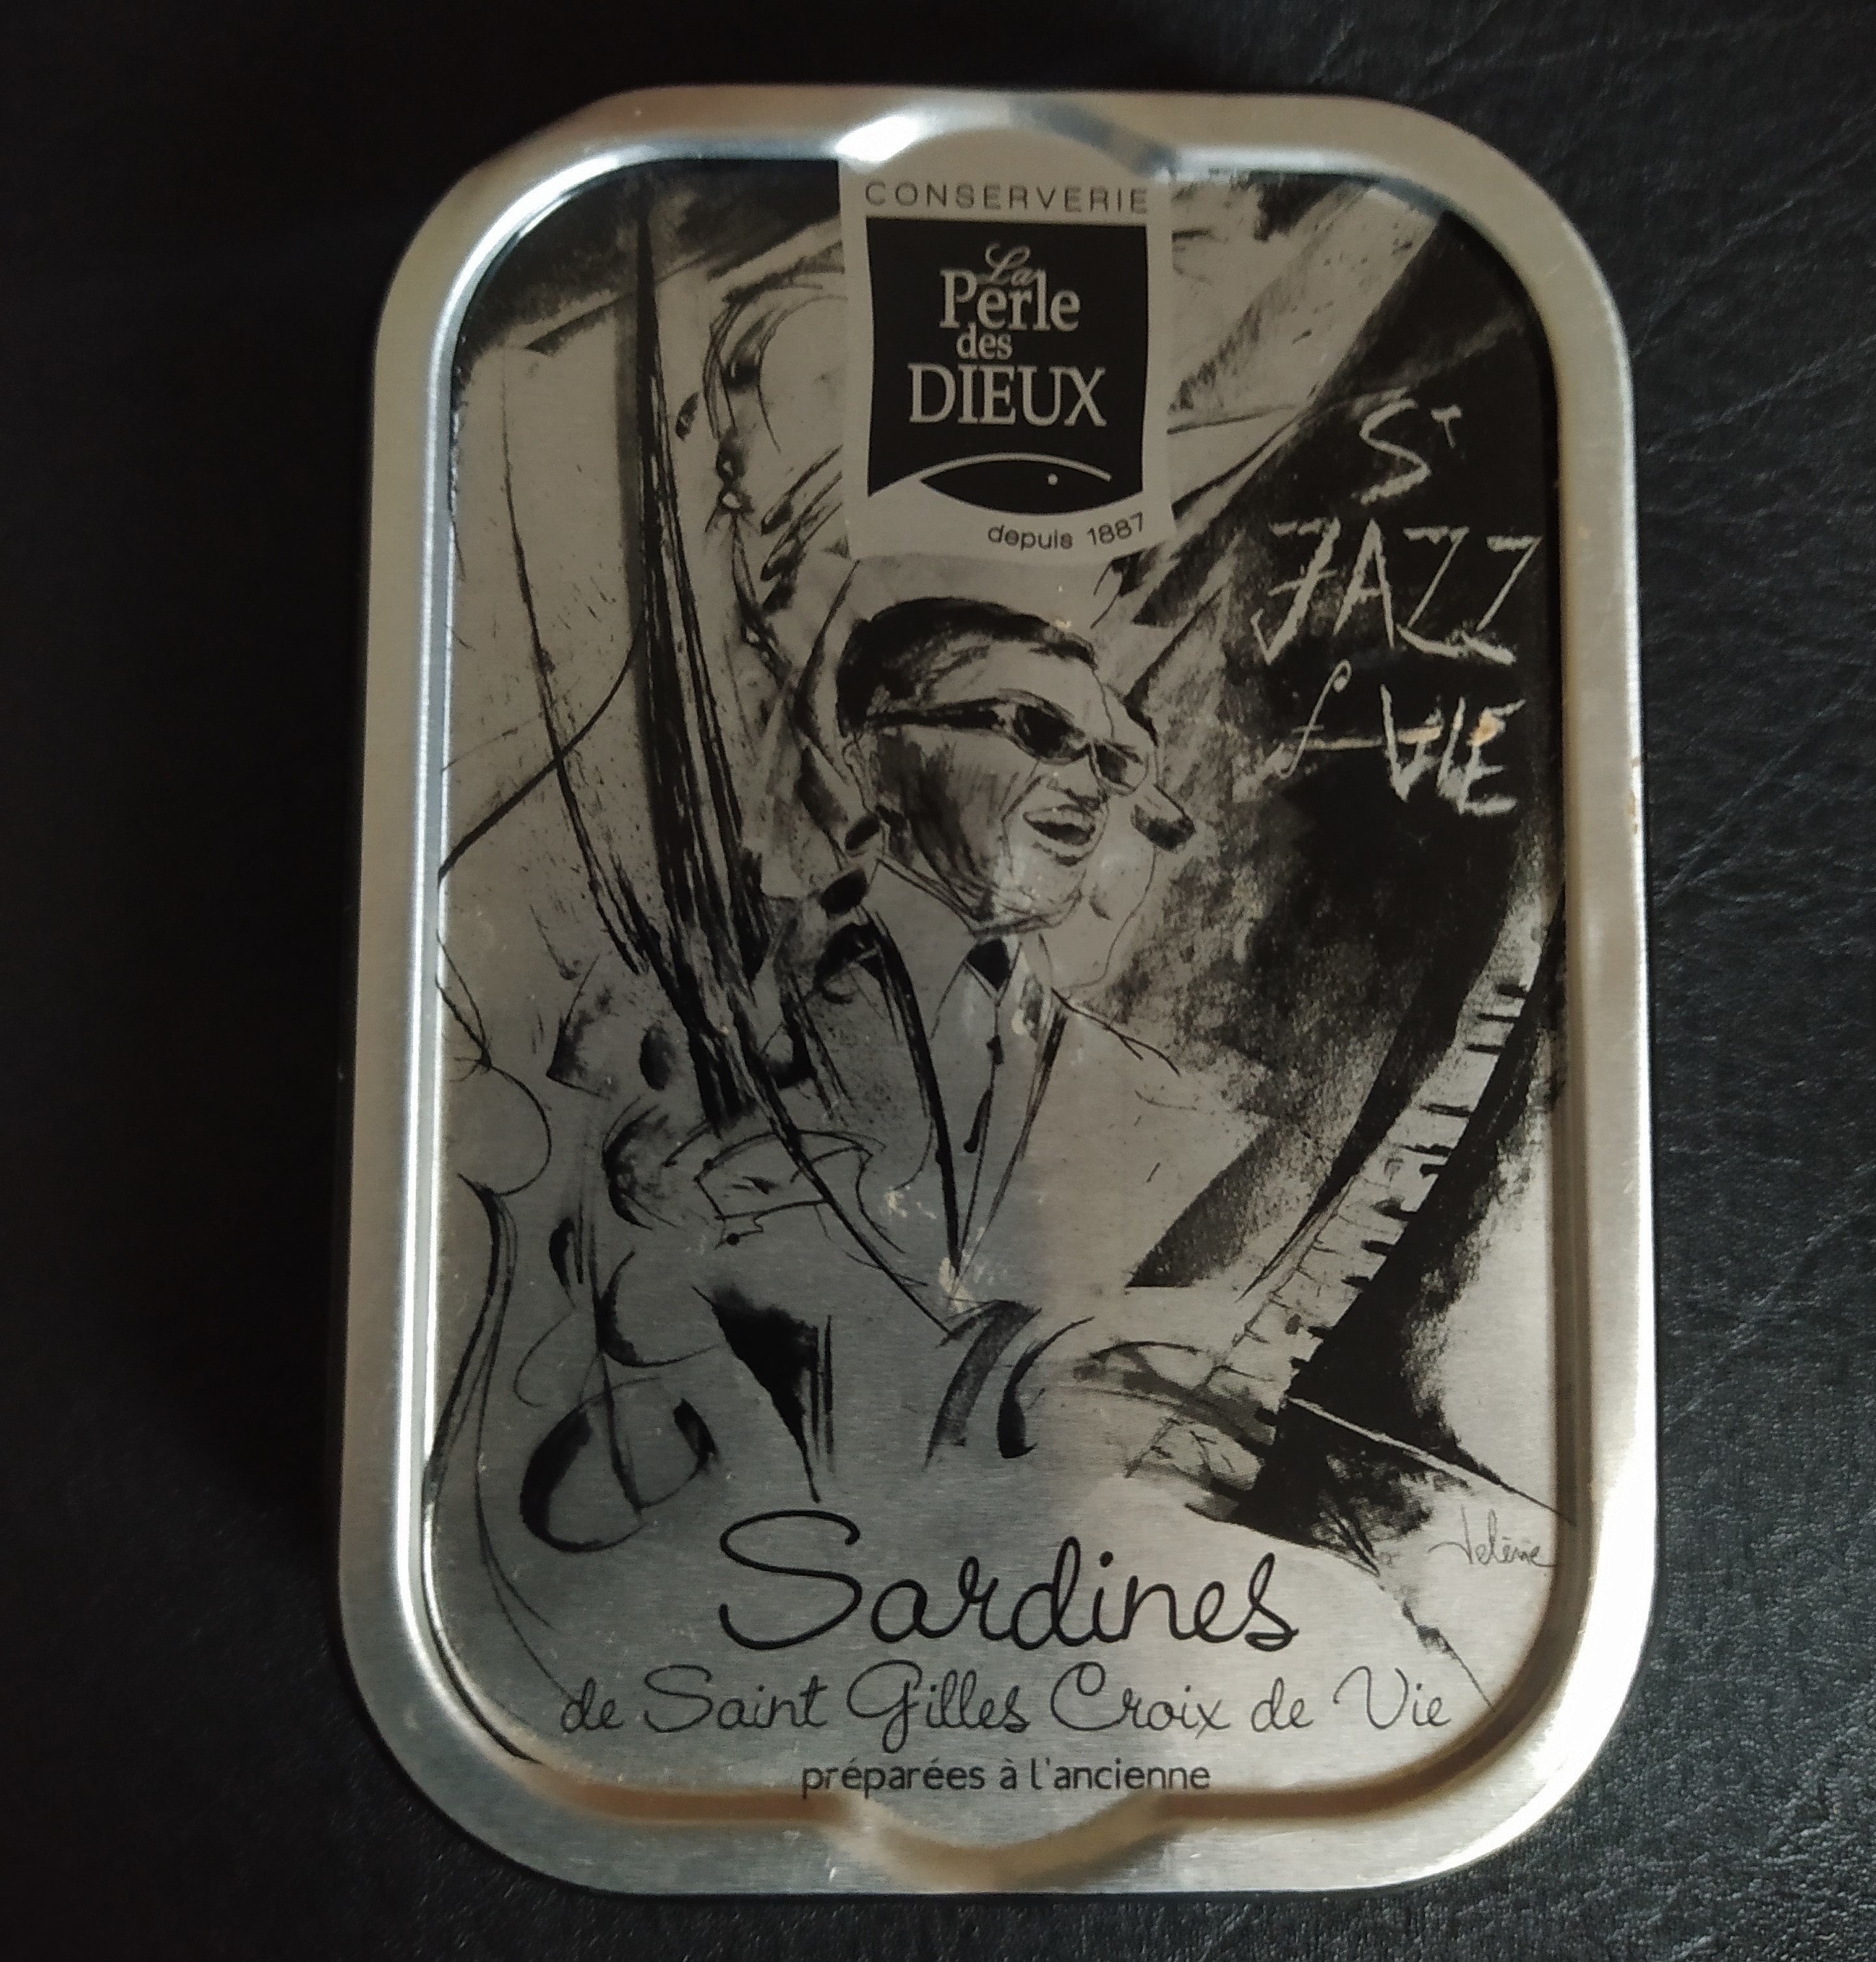 CONSERVERIE
La
Perle
des
DIEUX
depuis 1887
St
JAZZ
VIE
Sardines
de Saint Gilles Croix de Vie
préparées à l'ancienne